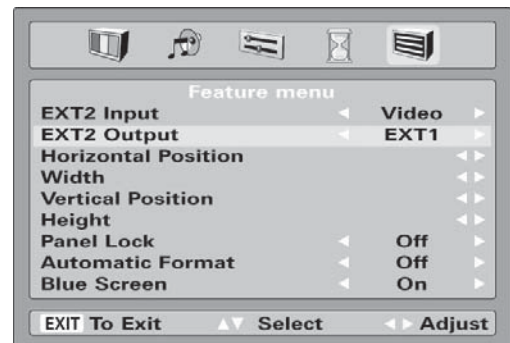 Feature menu
EXT2 Input Video
EXT2 Output EXT1
Horizontal Position
Width
Vertical Position
Height
Panel Lock Off
Automatic Format Off
Blue Screen On
EXIT To Exit Select Adjust